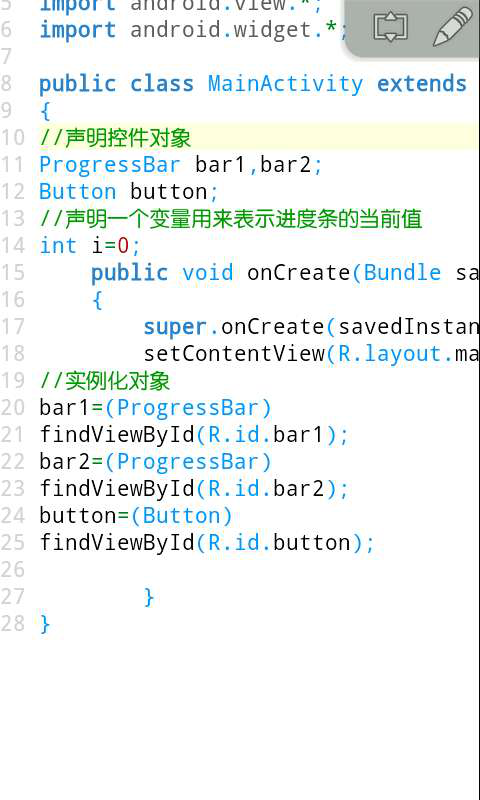 5 import android.view.*;
6 import android.widget.*;
7
8 public class MainActivity extends
9 {
10 //声明控件对象
11 ProgressBar bar1,bar2;
12 Button button;
13 //声明一个变量用来表示进度条的当前值
14 int i=0;
15 public void onCreate(Bundle sa
16 {
17 super.onCreate(savedInstan
18 setContentView(R.layout.ma
19 //实例化对象
20 bar1=(ProgressBar)
21 findViewById(R.id.bar1);
22 bar2=(ProgressBar)
23 findViewById(R.id.bar2);
24 button=(Button)
25 findViewById(R.id.button);
26
27 }
28 }